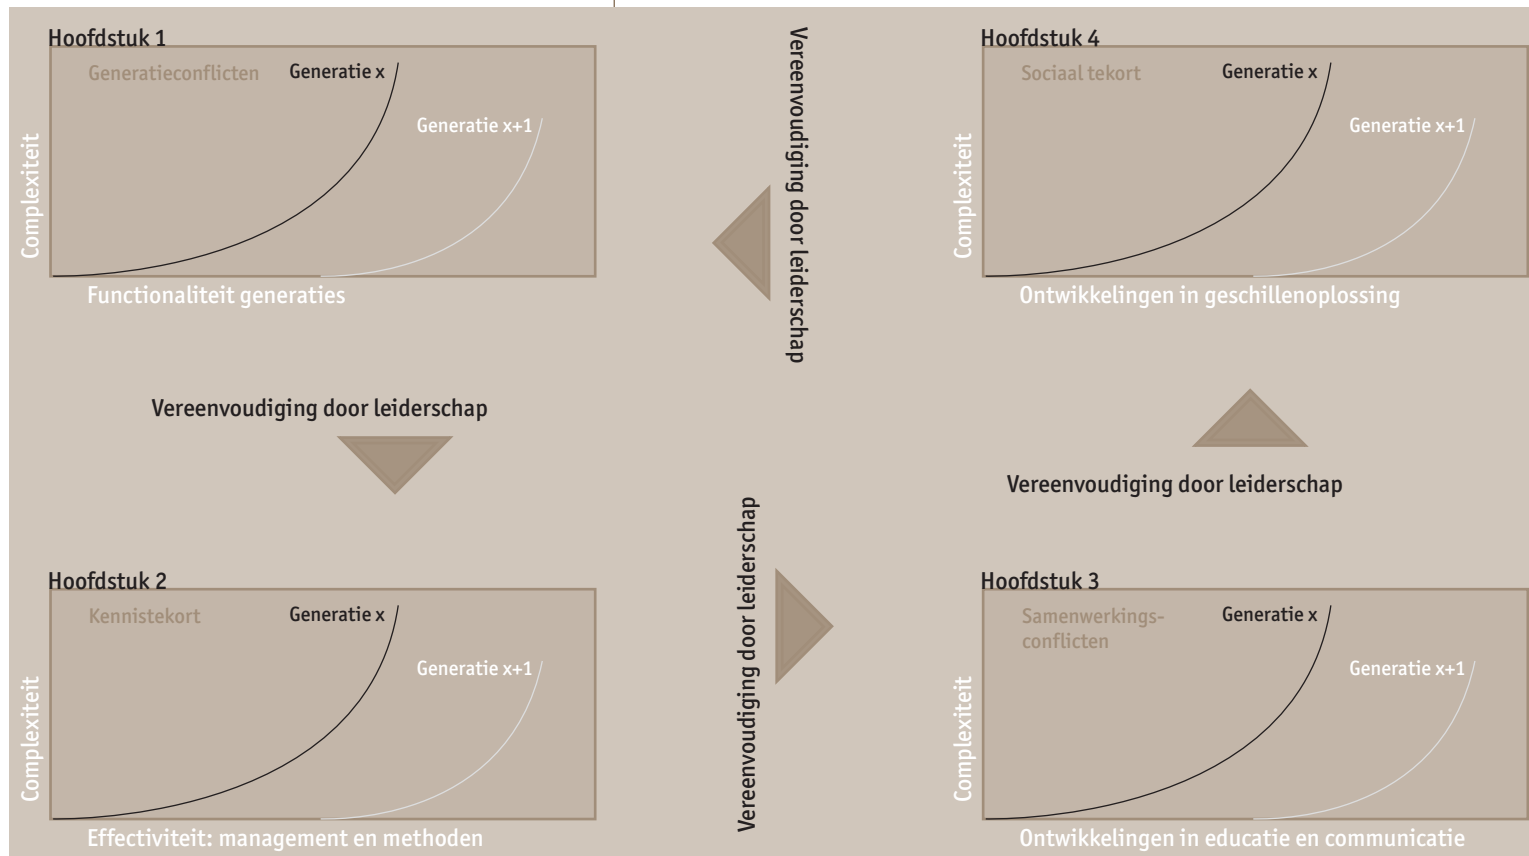 Hoofdstuk 1
Generatieconflicten
Generatie x
Generatie x+1
Complexiteit
Functionaliteit generaties
Vereenvoudiging door leiderschap
Hoofdstuk 2
Kennistekort
Generatie x
Generatie x+1
Complexiteit
Effectiviteit: management en methoden
Vereenvoudiging door leiderschap
Hoofdstuk 3
Samenwerkings-
conflicten
Generatie x
Generatie x+1
Complexiteit
Ontwikkelingen in educatie en communicatie
Vereenvoudiging door leiderschap
Hoofdstuk 4
Sociaal tekort
Generatie x
Generatie x+1
Complexiteit
Ontwikkelingen in geschillenoplossing
Vereenvoudiging door leiderschap